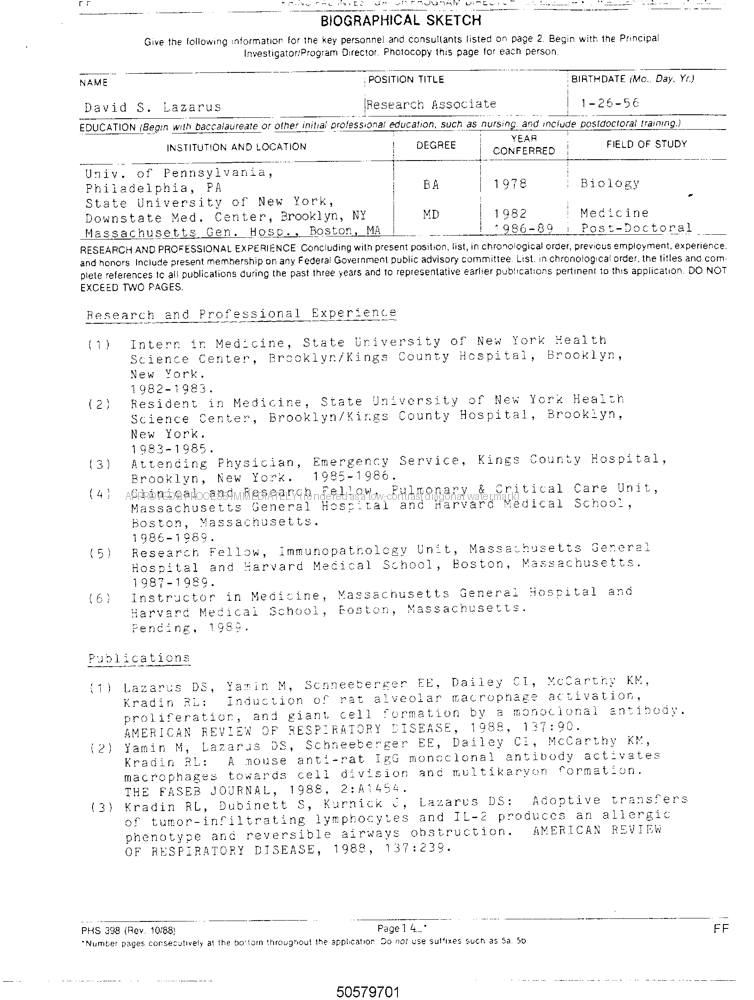 FF
BIOGRAPHICAL SKETCH
Give the following information for the key personnel and consultants listed on page 2. Begin with the Principal
Investigator/Program Director. Photocopy this page for each person.
NAME POSITION TITLE BIRTHDATE (Mo., Day, Yr.)
David S. Lazarus Research Associate 1-26-56
EDUCATION (Begin with baccalaureate or other initial professional education, such as nursing, and include postdoctoral training.)
INSTITUTION AND LOCATION DEGREE YEAR CONFERRED FIELD OF STUDY
Univ. of Pennsylvania,
Philadelphia, PA BA 1978 Biology
State University of New York,
Downstate Med. Center, Brooklyn, NY MD 1982 Medicine
Massachusetts Gen. Hosp., Boston, MA 1986-89 Post-Doctoral
RESEARCH AND PROFESSIONAL EXPERIENCE Concluding with present position, list, in chronological order, previous employment, experience,
and honors. Include present membership on any Federal Government public advisory committee. List, in chronological order, the titles and com-
plete references to all publications during the past three years and to representative earlier publications pertinent to this application. DO NOT
EXCEED TWO PAGES.
Research and Professional Experience
(1) Intern in Medicine, State University of New York Health
Science Center, Brooklyn/Kings County Hospital, Brooklyn,
New York.
1982-1983.
(2) Resident in Medicine, State University of New York Health
Science Center, Brooklyn/Kings County Hospital, Brooklyn,
New York.
1983-1985.
(3) Attending Physician, Emergency Service, Kings County Hospital,
Brooklyn, New York. 1985-1986.
(4) Clinical and Research Fellow, Pulmonary & Critical Care Unit,
Massachusetts General Hospital and Harvard Medical School,
Boston, Massachusetts.
1986-1989.
(5) Research Fellow, Immunopathology Unit, Massachusetts General
Hospital and Harvard Medical School, Boston, Massachusetts.
1987-1989.
(6) Instructor in Medicine, Massachusetts General Hospital and
Harvard Medical School, Boston, Massachusetts.
Pending, 1989.
Publications
(1) Lazarus DS, Yamin M, Schneeberger EE, Dailey CI, McCarthy KM,
Kradin RL: Induction of rat alveolar macrophage activation,
proliferation, and giant cell formation by a monoclonal antibody.
AMERICAN REVIEW OF RESPIRATORY DISEASE, 1988, 137:90.
(2) Yamin M, Lazarus DS, Schneeberger EE, Dailey CI, McCarthy KM,
Kradin RL: A mouse anti-rat IgG monoclonal antibody activates
macrophages towards cell division and multikaryon formation.
THE FASEB JOURNAL, 1988, 2:A1454.
(3) Kradin RL, Dubinett S, Kurnick J, Lazarus DS: Adoptive transfers
of tumor-infiltrating lymphocytes and IL-2 produces an allergic
phenotype and reversible airways obstruction. AMERICAN REVIEW
OF RESPIRATORY DISEASE, 1988, 137:239.
PHS 398 (Rev. 10/88) Page 14 * FF
*Number pages consecutively at the bottom throughout the application. Do not use suffixes such as 5a, 5b.
50579701